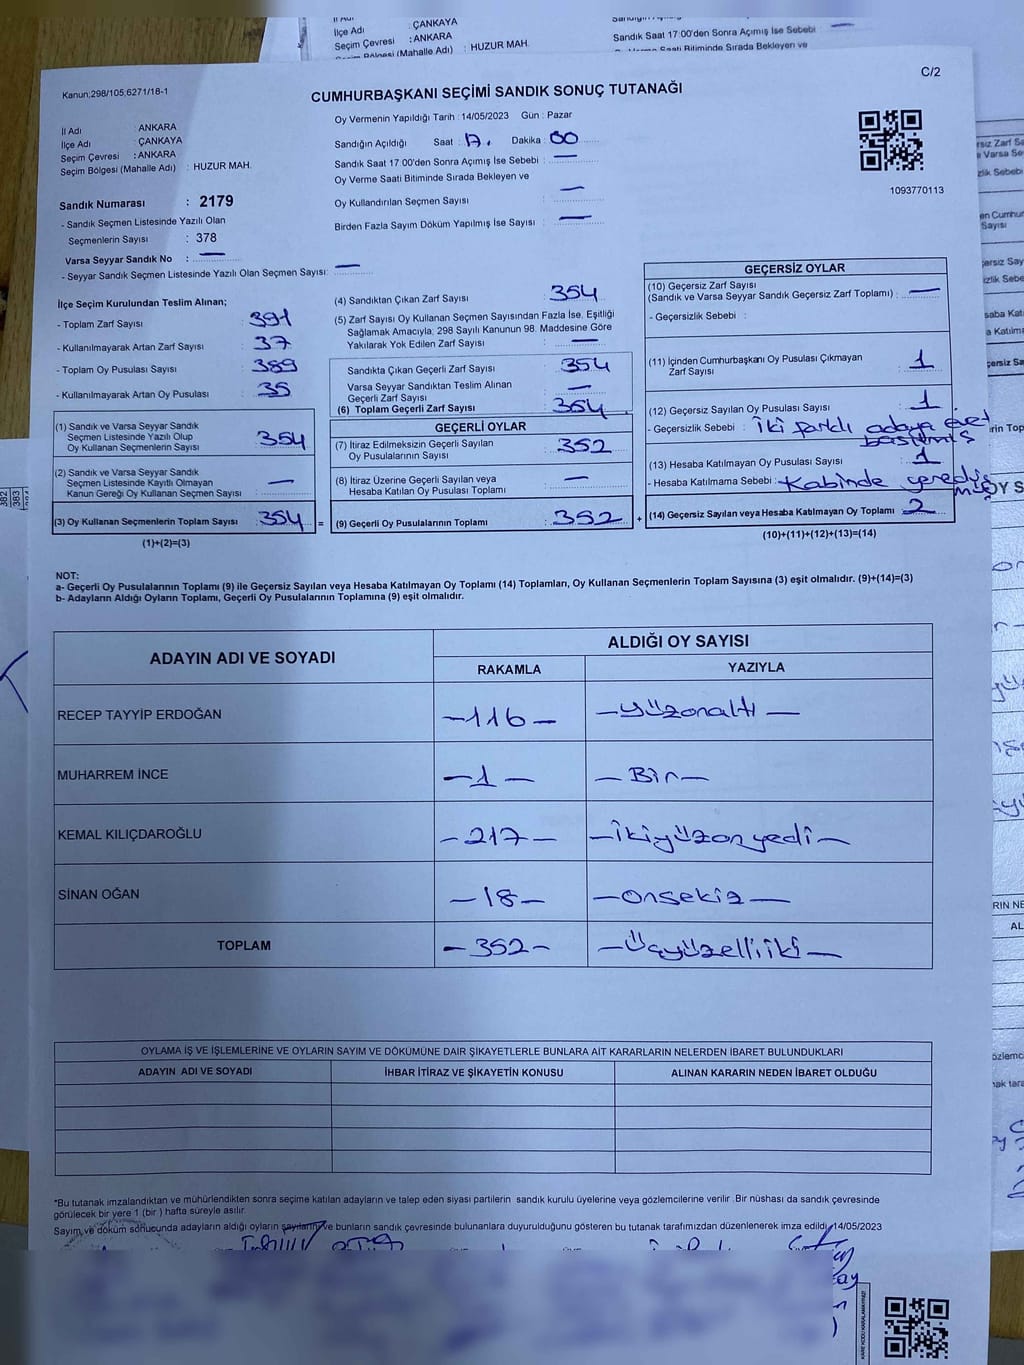 İlçe Adı : ÇANKAYA
Seçim Çevresi : ANKARA
Seçim Bölgesi (Mahalle Adı) : HUZUR MAH.
Sandık Saat 17:00'den Sonra Açımış İse Sebebi
C/2
Kanun;298/105,6271/18-1
CUMHURBAŞKANI SEÇİMİ SANDIK SONUÇ TUTANAĞI
İl Adı : ANKARA
İlçe Adı : ÇANKAYA
Seçim Çevresi : ANKARA
Seçim Bölgesi (Mahalle Adı) : HUZUR MAH.
Sandık Numarası : 2179
- Sandık Seçmen Listesinde Yazılı Olan
Seçmenlerin Sayısı : 378
Varsa Seyyar Sandık No : —
- Seyyar Sandık Seçmen Listesinde Yazılı Olan Seçmen Sayısı: —
Oy Vermenin Yapıldığı Tarih : 14/05/2023 Gün : Pazar
Sandığın Açıldığı Saat : 17. Dakika : 00
Sandık Saat 17.00'den Sonra Açımış İse Sebebi : —
Oy Verme Saati Bitiminde Sırada Bekleyen ve
Oy Kullandırılan Seçmen Sayısı : —
Birden Fazla Sayım Döküm Yapılmış İse Sayısı : —
1093770113
İlçe Seçim Kurulundan Teslim Alınan;
- Toplam Zarf Sayısı : 391
- Kullanılmayarak Artan Zarf Sayısı : 37
- Toplam Oy Pusulası Sayısı : 389
- Kullanılmayarak Artan Oy Pusulası : 35
(1) Sandık ve Varsa Seyyar Sandık
Seçmen Listesinde Yazılı Olup
Oy Kullanan Seçmenlerin Sayısı : 354
(2) Sandık ve Varsa Seyyar Sandık
Seçmen Listesinde Kayıtlı Olmayan
Kanun Gereği Oy Kullanan Seçmen Sayısı : —
(3) Oy Kullanan Seçmenlerin Toplam Sayısı : 354 =
(1)+(2)=(3)
(4) Sandıktan Çıkan Zarf Sayısı : 354
(5) Zarf Sayısı Oy Kullanan Seçmen Sayısından Fazla İse, Eşitliği
Sağlamak Amacıyla; 298 Sayılı Kanunun 98. Maddesine Göre
Yakılarak Yok Edilen Zarf Sayısı : —
Sandıkta Çıkan Geçerli Zarf Sayısı : 354
Varsa Seyyar Sandıktan Teslim Alınan
Geçerli Zarf Sayısı : —
(6) Toplam Geçerli Zarf Sayısı : 354
GEÇERLİ OYLAR
(7) İtiraz Edilmeksizin Geçerli Sayılan
Oy Pusulalarının Sayısı : 352
(8) İtiraz Üzerine Geçerli Sayılan veya
Hesaba Katılan Oy Pusulası Toplamı : —
(9) Geçerli Oy Pusulalarının Toplamı : 352 +
GEÇERSİZ OYLAR
(10) Geçersiz Zarf Sayısı
(Sandık ve Varsa Seyyar Sandık Geçersiz Zarf Toplamı) : —
- Geçersizlik Sebebi :
(11) İçinden Cumhurbaşkanı Oy Pusulası Çıkmayan
Zarf Sayısı : 1
(12) Geçersiz Sayılan Oy Pusulası Sayısı : 1
- Geçersizlik Sebebi : İki farklı adaya evet
basılmış
(13) Hesaba Katılmayan Oy Pusulası Sayısı : 1
- Hesaba Katılmama Sebebi : Kabinde
(14) Geçersiz Sayılan veya Hesaba Katılmayan Oy Toplamı : 2
(10)+(11)+(12)+(13)=(14)
NOT:
a- Geçerli Oy Pusulalarının Toplamı (9) ile Geçersiz Sayılan veya Hesaba Katılmayan Oy Toplamı (14) Toplamları, Oy Kullanan Seçmenlerin Toplam Sayısına (3) eşit olmalıdır. (9)+(14)=(3)
b- Adayların Aldığı Oyların Toplamı, Geçerli Oy Pusulalarının Toplamına (9) eşit olmalıdır.
ADAYIN ADI VE SOYADI
ALDIĞI OY SAYISI
RAKAMLA
YAZIYLA
RECEP TAYYİP ERDOĞAN —116— —yüzonaltı—
MUHARREM İNCE —1— —Bir—
KEMAL KILIÇDAROĞLU —217— —ikiyüzonyedi—
SİNAN OĞAN —18— —onsekiz—
TOPLAM —352— —Üçyüzelliiki—
OYLAMA İŞ VE İŞLEMLERİNE VE OYLARIN SAYIM VE DÖKÜMÜNE DAİR ŞİKAYETLERLE BUNLARA AİT KARARLARIN NELERDEN İBARET BULUNDUKLARI
ADAYIN ADI VE SOYADI
İHBAR İTİRAZ VE ŞİKAYETİN KONUSU
ALINAN KARARIN NEDEN İBARET OLDUĞU
*Bu tutanak imzalandıktan ve mühürlendikten sonra seçime katılan adayların ve talep eden siyasi partilerin sandık kurulu üyelerine veya gözlemcilerine verilir .Bir nüshası da sandık çevresinde
görülecek bir yere 1 (bir ) hafta süreyle asılır.
Sayım ve döküm sonucunda adayların aldığı oyların sayılarını ve bunların sandık çevresinde bulunanlara duyurulduğunu gösteren bu tutanak tarafımızdan düzenlenerek imza edildi. 14/05/2023